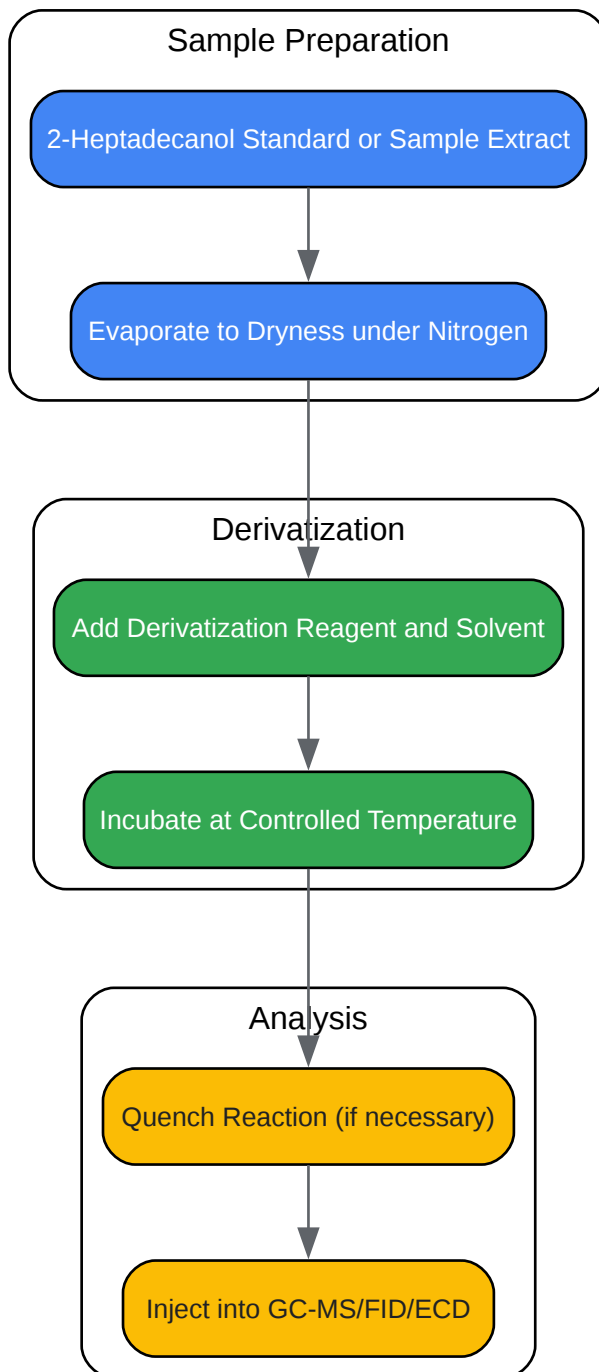 Sample Preparation
2-Heptadecanol Standard or Sample Extract
Evaporate to Dryness under Nitrogen
Derivatization
Add Derivatization Reagent and Solvent
Incubate at Controlled Temperature
Analysis
Quench Reaction (if necessary)
Inject into GC-MS/FID/ECD